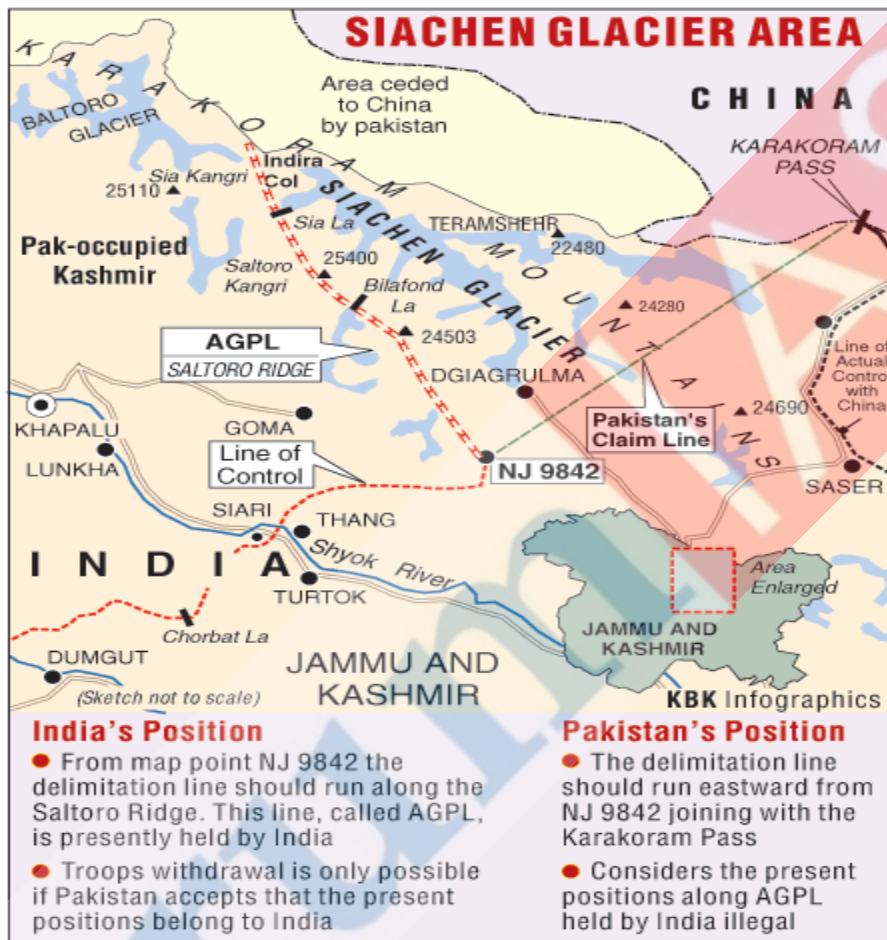 SIACHEN GLACIER AREA
KARAKORAM MOUNTAINS
Area ceded
to China
by pakistan
CHINA
BALTORO
GLACIER
KARAKORAM
PASS
Indira
Col
Sia Kangri
25110
SIACHEN GLACIER
Sia La
TERAMSHEHR
22480
Pak-occupied
Kashmir
25400
Saltoro
Kangri
Bilafond
La
24280
24503
AGPL
SALTORO RIDGE
Line of
Actual
Control
with
China
DGIAGRULMA
Pakistan's
Claim Line
24690
KHAPALU
GOMA
LUNKHA
Line of
Control
NJ 9842
SASER
SIARI
THANG
Shyok River
INDIA
TURTOK
Area
Enlarged
Chorbat La
JAMMU AND
KASHMIR
DUMGUT
JAMMU AND
KASHMIR
(Sketch not to scale)
KBK Infographics
India's Position
From map point NJ 9842 the
delimitation line should run along the
Saltoro Ridge. This line, called AGPL,
is presently held by India
Troops withdrawal is only possible
if Pakistan accepts that the present
positions belong to India
Pakistan's Position
The delimitation line
should run eastward from
NJ 9842 joining with the
Karakoram Pass
Considers the present
positions along AGPL
held by India illegal